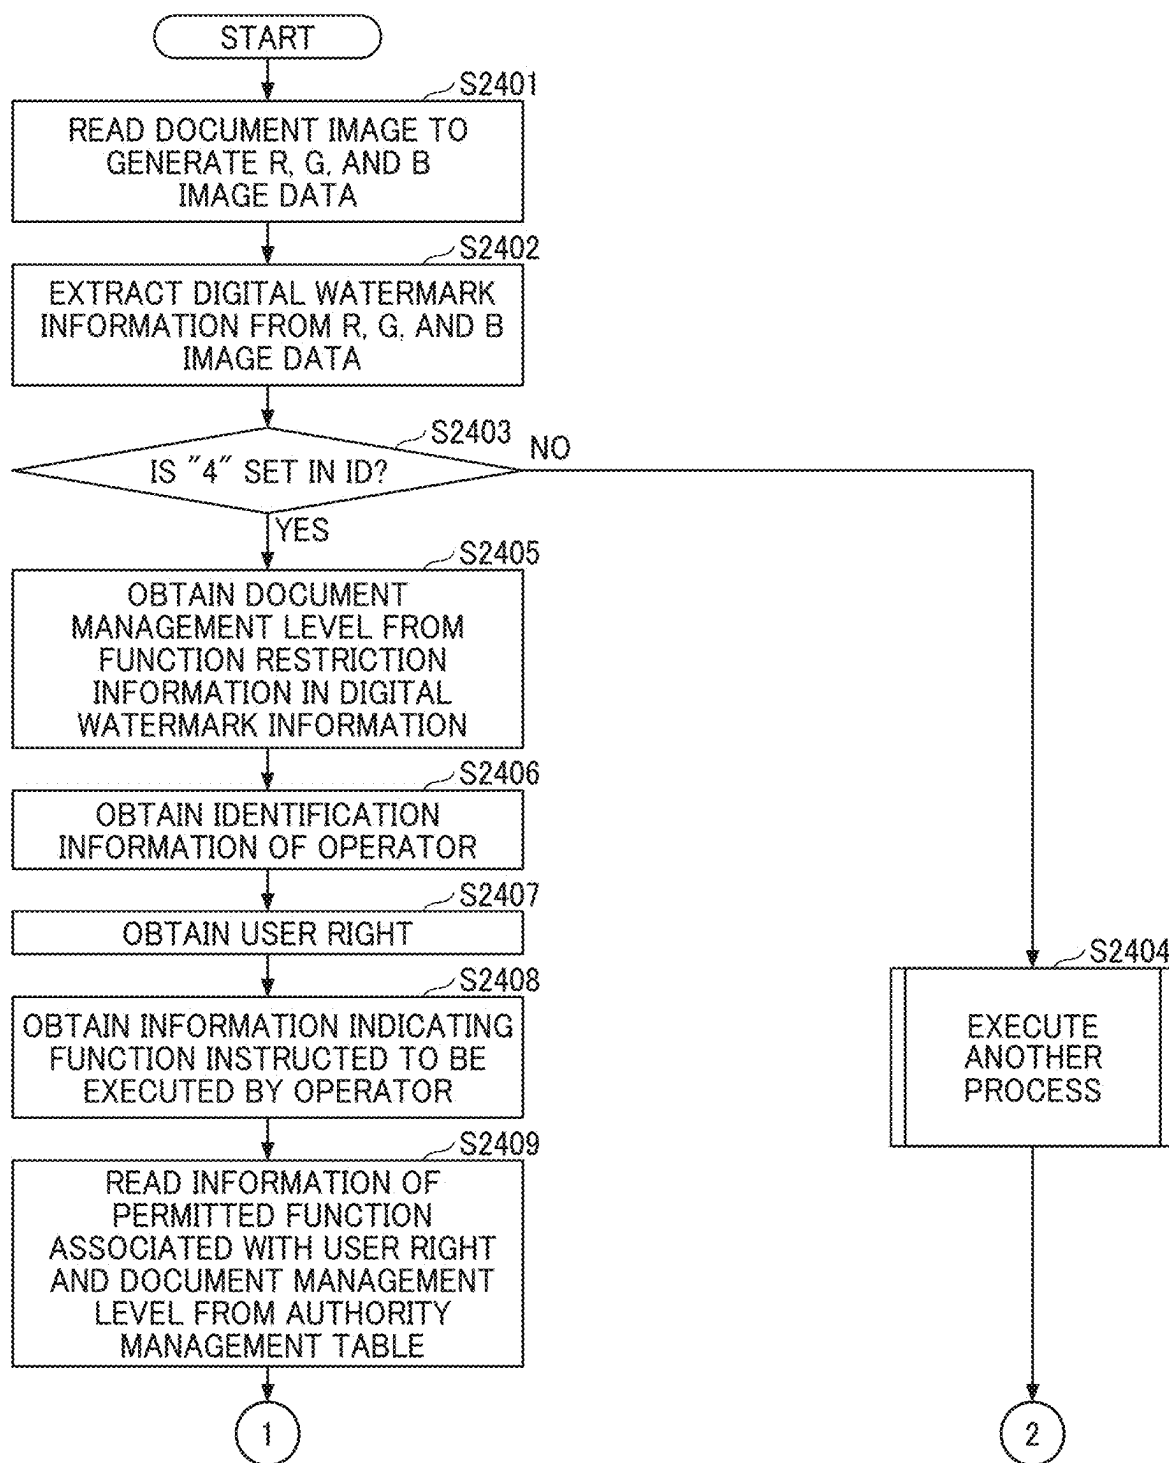 START
S2401
READ DOCUMENT IMAGE TO
GENERATE R, G, AND B
IMAGE DATA
S2402
EXTRACT DIGITAL WATERMARK
INFORMATION FROM R, G, AND B
IMAGE DATA
S2403
IS "4" SET IN ID?
NO
YES
S2405
OBTAIN DOCUMENT
MANAGEMENT LEVEL FROM
FUNCTION RESTRICTION
INFORMATION IN DIGITAL
WATERMARK INFORMATION
S2406
OBTAIN IDENTIFICATION
INFORMATION OF OPERATOR
S2407
OBTAIN USER RIGHT
S2408
OBTAIN INFORMATION INDICATING
FUNCTION INSTRUCTED TO BE
EXECUTED BY OPERATOR
S2404
EXECUTE
ANOTHER
PROCESS
S2409
READ INFORMATION OF
PERMITTED FUNCTION
ASSOCIATED WITH USER RIGHT
AND DOCUMENT MANAGEMENT
LEVEL FROM AUTHORITY
MANAGEMENT TABLE
1
2